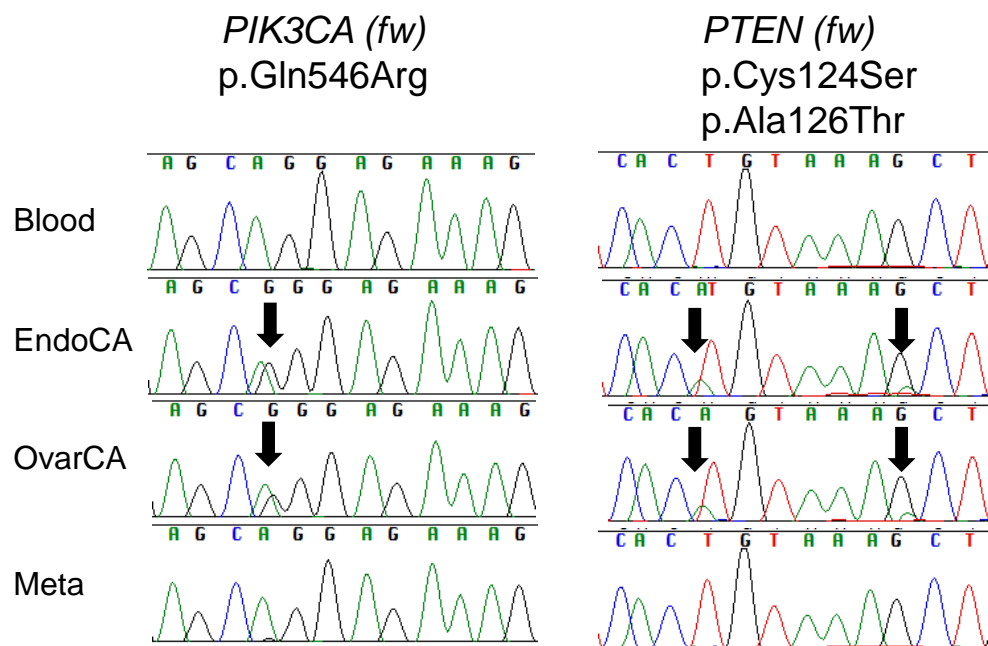 PIK3CA (fw)
p.Gln546Arg
PTEN (fw)
p.Cys124Ser
p.Ala126Thr
Blood
A G C A G G A G A A A G
C A C T G T A A A G C T
EndoCA
A G C G G G A G A A A G
C A C A T G T A A A G C T
OvarCA
A G C G G G A G A A A G
C A C A G T A A A G C T
Meta
A G C A G G A G A A A G
C A C T G T A A A G C T